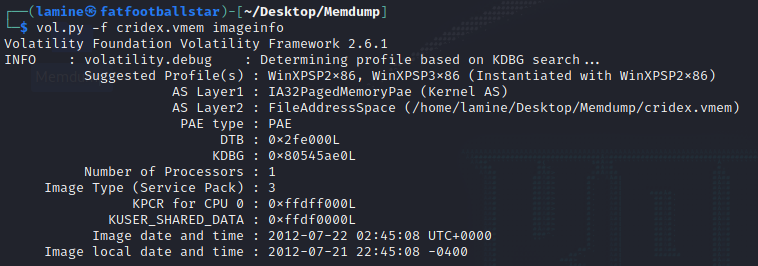 (lamine㉿fatfootballstar)-[~/Desktop/Memdump]
$ vol.py -f cridex.vmem imageinfo
Volatility Foundation Volatility Framework 2.6.1
INFO    : volatility.debug    : Determining profile based on KDBG search...
Suggested Profile(s) : WinXPSP2x86, WinXPSP3x86 (Instantiated with WinXPSP2x86)
AS Layer1 : IA32PagedMemoryPae (Kernel AS)
AS Layer2 : FileAddressSpace (/home/lamine/Desktop/Memdump/cridex.vmem)
PAE type : PAE
DTB : 0x2fe000L
KDBG : 0x80545ae0L
Number of Processors : 1
Image Type (Service Pack) : 3
KPCR for CPU 0 : 0xffdff000L
KUSER_SHARED_DATA : 0xffdf0000L
Image date and time : 2012-07-22 02:45:08 UTC+0000
Image local date and time : 2012-07-21 22:45:08 -0400